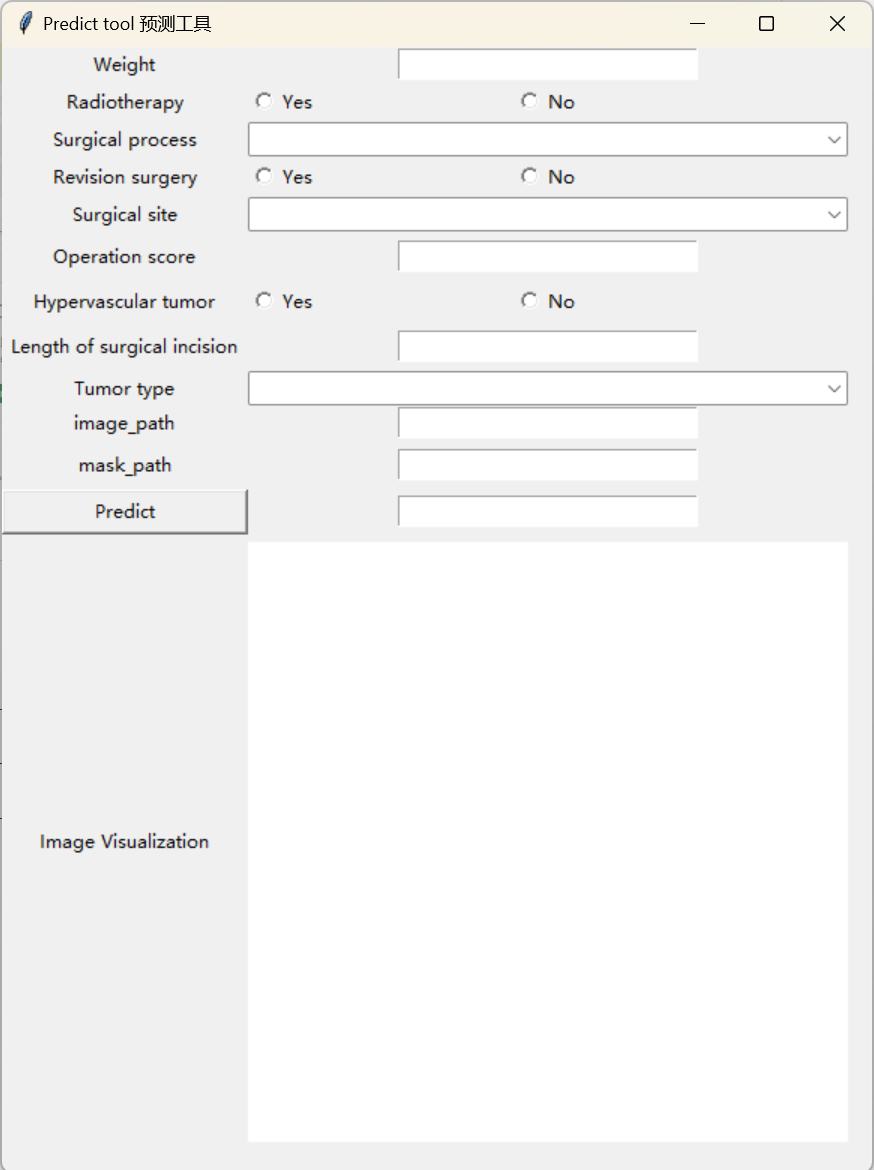 Predict tool 预测工具
Weight
Radiotherapy Yes No
Surgical process
Revision surgery Yes No
Surgical site
Operation score
Hypervascular tumor Yes No
Length of surgical incision
Tumor type
image_path
mask_path
Predict
Image Visualization